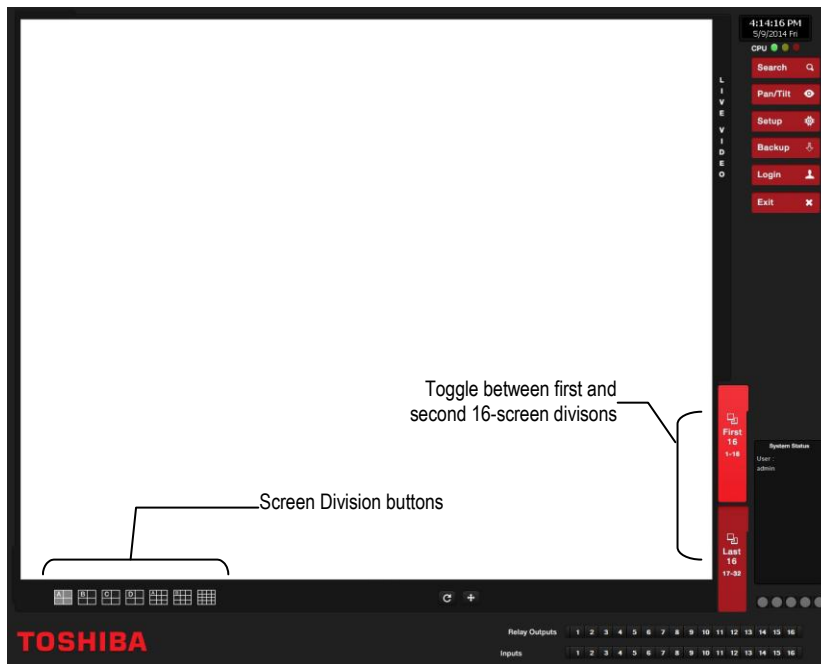 4:14:16 PM
5/9/2014 Fri
CPU
Search
Pan/Tilt
Setup
Backup
Login
Exit
LIVE VIDEO
Toggle between first and
second 16-screen divisons
First
16
1-16
System Status
User :
admin
Screen Division buttons
Last
16
17-32
A
B
C
D
A
B
TOSHIBA
Relay Outputs 1 2 3 4 5 6 7 8 9 10 11 12 13 14 15 16
Inputs 1 2 3 4 5 6 7 8 9 10 11 12 13 14 15 16